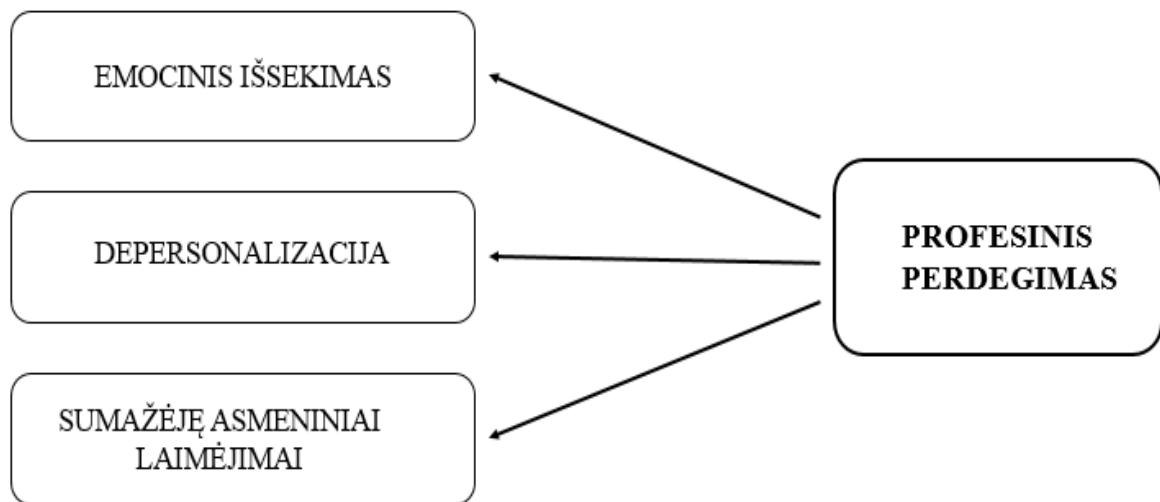 EMOCINIS IŠSEKIMAS
DEPERSONALIZACIJA
SUMAŽĖJĘ ASMENINIAI
LAIMĖJIMAI
PROFESINIS
PERDEGIMAS